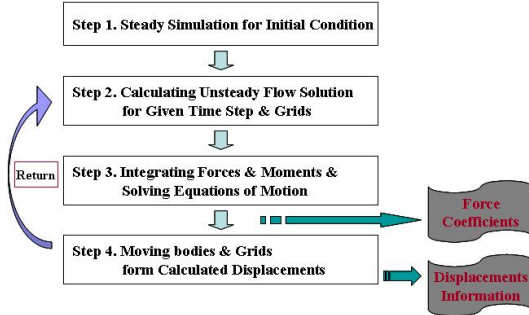 Step 1. Steady Simulation for Initial Condition
Step 2. Calculating Unsteady Flow Solution
for Given Time Step & Grids
Return
Step 3. Integrating Forces & Moments &
Solving Equations of Motion
Force
Coefficients
Step 4. Moving bodies & Grids
form Calculated Displacements
Displacements
Information